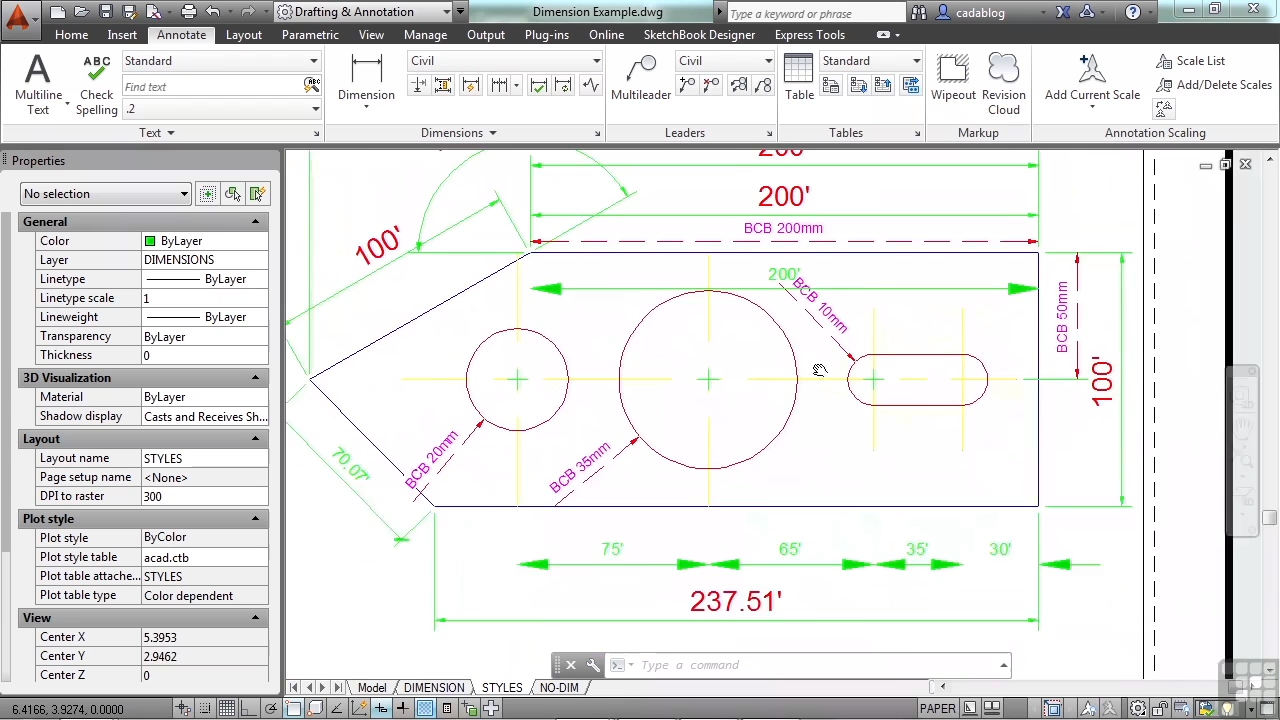 Drafting & Annotation
Dimension Example.dwg
Type a keyword or phrase
cadablog
Home Insert Annotate Layout Parametric View Manage Output Plug-ins Online SketchBook Designer Express Tools
Multiline Text
ABC
Check Spelling
Standard
Find text
.2
Dimension
Civil
Multileader
Civil
Table
Standard
Wipeout
Revision Cloud
Add Current Scale
Scale List
Add/Delete Scales
Text Dimensions Leaders Tables Markup Annotation Scaling
Properties
No selection
General
Color ByLayer
Layer DIMENSIONS
Linetype ByLayer
Linetype scale 1
Lineweight ByLayer
Transparency ByLayer
Thickness 0
3D Visualization
Material ByLayer
Shadow display Casts and Receives Sh...
Layout
Layout name STYLES
Page setup name <None>
DPI to raster 300
Plot style
Plot style ByColor
Plot style table acad.ctb
Plot table attache... STYLES
Plot table type Color dependent
View
Center X 5.3953
Center Y 2.9462
Center Z 0
200'
200'
BCB 200mm
100'
200'
BCB 10mm
BCB 50mm
100'
70.07'
BCB 20mm
BCB 35mm
75' 65' 35' 30'
237.51'
Type a command
Model DIMENSION STYLES NO-DIM
6.4166, 3.9274, 0.0000
PAPER